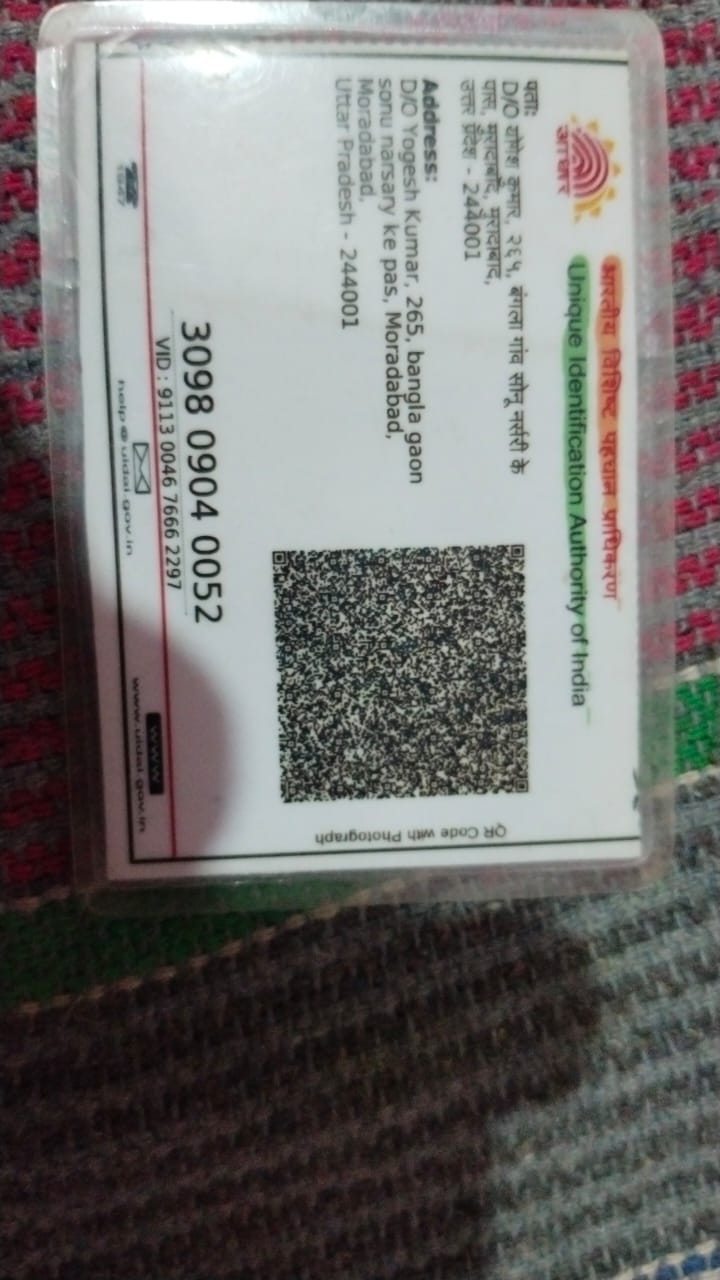 आधार
भारतीय विशिष्ट पहचान प्राधिकरण
Unique Identification Authority of India
पता:
D/O योगेश कुमार, २६५, बंगला गांव सोनू नर्सरी के
पास, मुरादाबाद, मुरादाबाद,
उत्तर प्रदेश - 244001
Address:
D/O Yogesh Kumar, 265, bangla gaon
sonu narsary ke pas, Moradabad,
Moradabad,
Uttar Pradesh - 244001
QR Code with Photograph
3098 0904 0052
VID : 9113 0046 7666 2297
1947
help@uidai.gov.in
WWW
www.uidai.gov.in